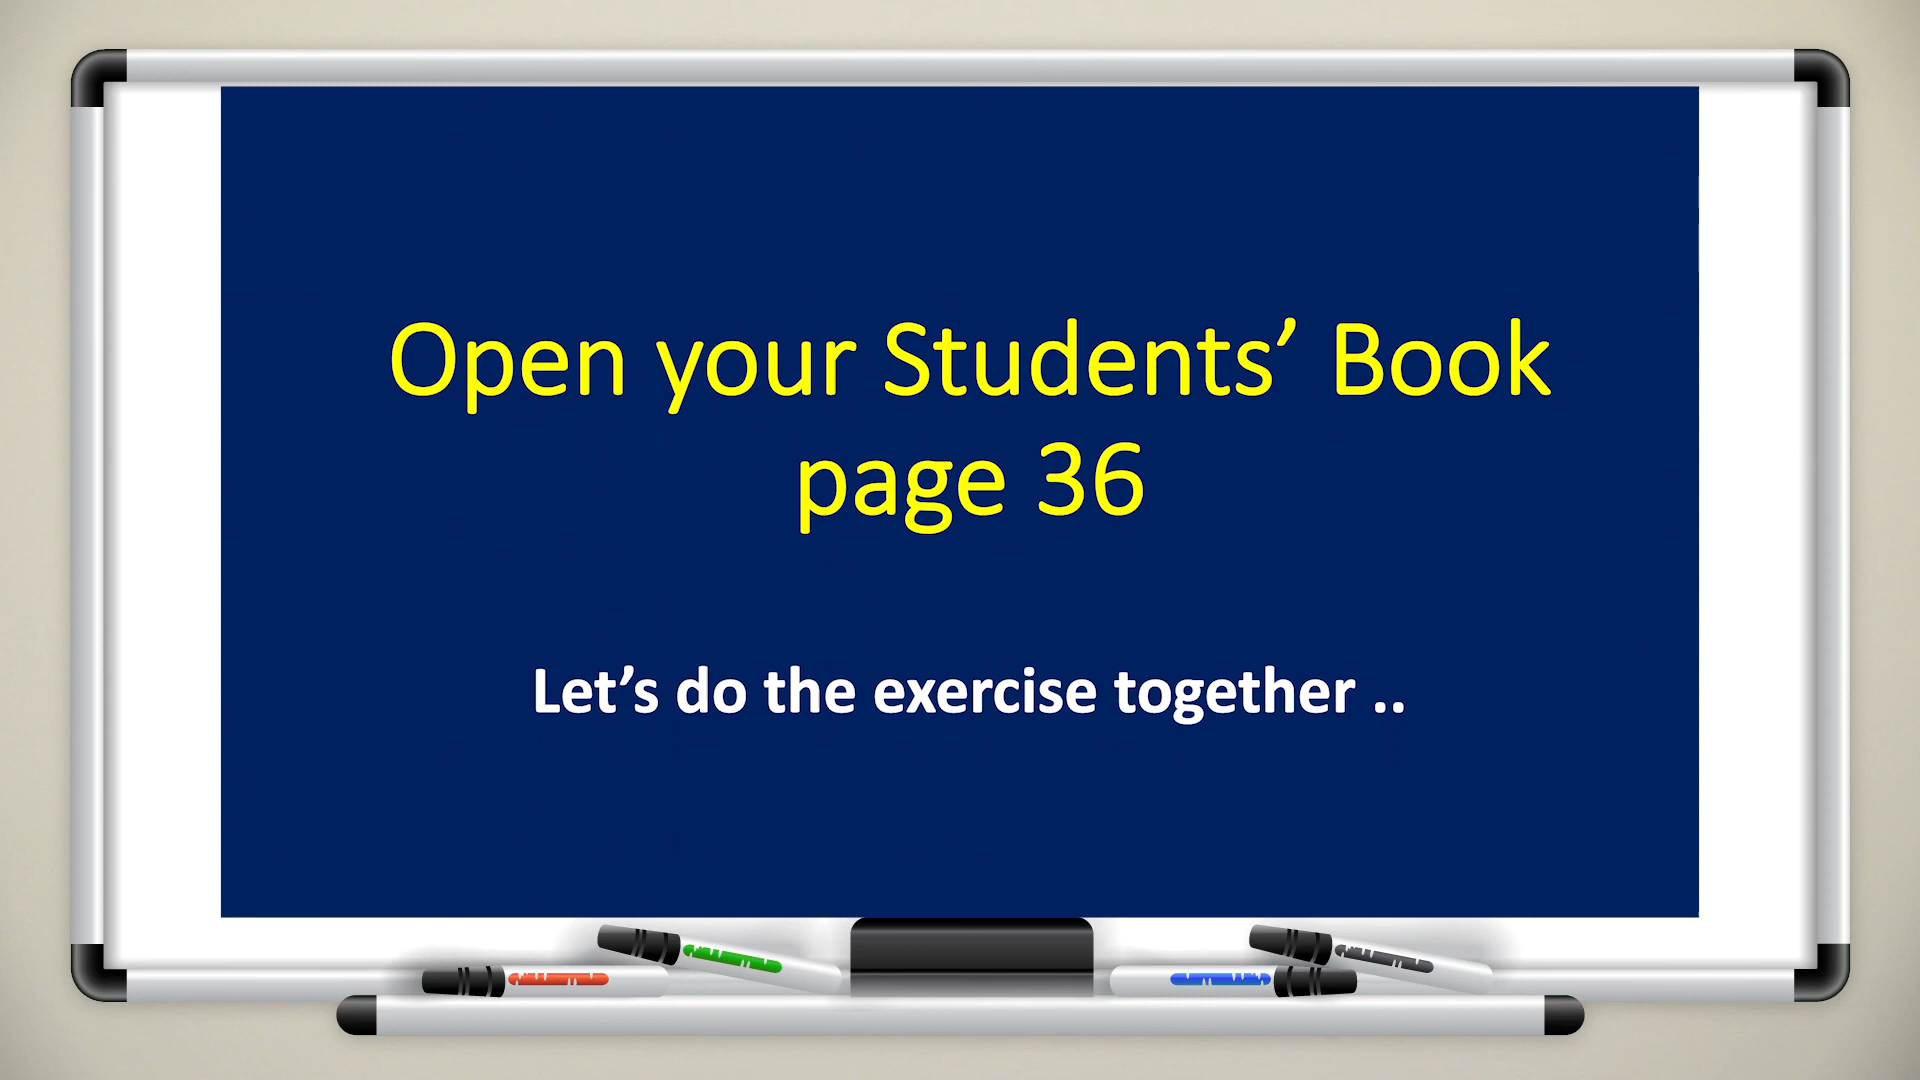 Open your Students’ Book
page 36
Let’s do the exercise together ..